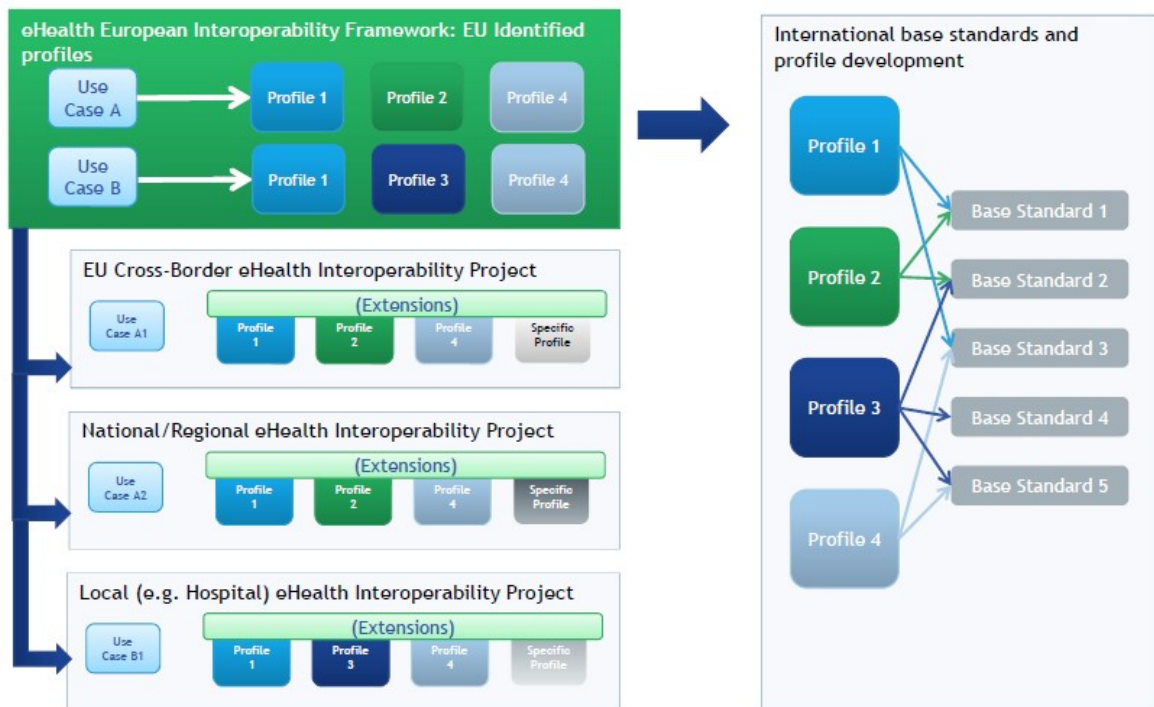 eHealth European Interoperability Framework: EU Identified
profiles
Use
Case A
Profile 1
Profile 2
Profile 4
Use
Case B
Profile 1
Profile 3
Profile 4
EU Cross-Border eHealth Interoperability Project
(Extensions)
Use
Case A1
Profile
1
Profile
2
Profile
4
Specific
Profile
National/Regional eHealth Interoperability Project
(Extensions)
Use
Case A2
Profile
1
Profile
2
Profile
4
Specific
Profile
Local (e.g. Hospital) eHealth Interoperability Project
(Extensions)
Use
Case B1
Profile
1
Profile
3
Profile
4
Specific
Profile
International base standards and
profile development
Profile 1
Profile 2
Profile 3
Profile 4
Base Standard 1
Base Standard 2
Base Standard 3
Base Standard 4
Base Standard 5